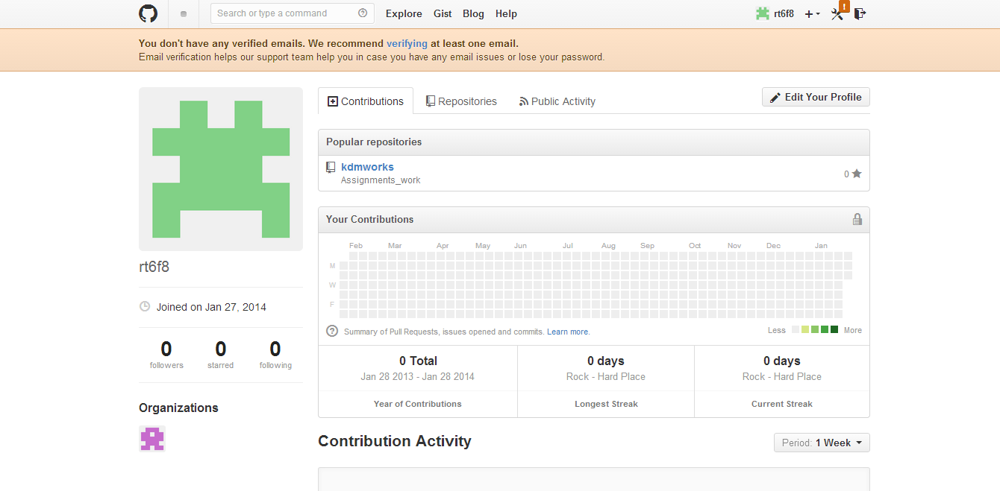 Search or type a command
Explore Gist Blog Help
rt6f8
!
You don't have any verified emails. We recommend verifying at least one email.
Email verification helps our support team help you in case you have any email issues or lose your password.
Contributions Repositories Public Activity
Edit Your Profile
Popular repositories
kdmworks
Assignments_work
0
Your Contributions
Feb Mar Apr May Jun Jul Aug Sep Oct Nov Dec Jan
M
W
F
? Summary of Pull Requests, issues opened and commits. Learn more.
Less More
0 Total
Jan 28 2013 - Jan 28 2014
Year of Contributions
0 days
Rock - Hard Place
Longest Streak
0 days
Rock - Hard Place
Current Streak
Contribution Activity
Period: 1 Week
rt6f8
Joined on Jan 27, 2014
0 0 0
followers starred following
Organizations